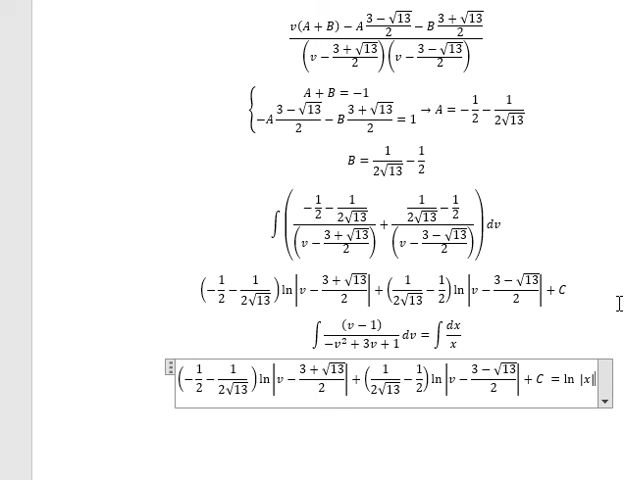 (v(A + B) − A (3 − √13)/2 − B (3 + √13)/2) / ((v − (3 + √13)/2)(v − (3 − √13)/2))
{ A + B = −1
−A (3 − √13)/2 − B (3 + √13)/2 = 1 → A = −1/2 − 1/(2√13)
B = 1/(2√13) − 1/2
∫ ( (−1/2 − 1/(2√13))/(v − (3 + √13)/2) + (1/(2√13) − 1/2)/(v − (3 − √13)/2) ) dv
(−1/2 − 1/(2√13)) ln |v − (3 + √13)/2| + (1/(2√13) − 1/2) ln |v − (3 − √13)/2| + C
∫ (v − 1)/(−v² + 3v + 1) dv = ∫ dx/x
(−1/2 − 1/(2√13)) ln |v − (3 + √13)/2| + (1/(2√13) − 1/2) ln |v − (3 − √13)/2| + C = ln |x|